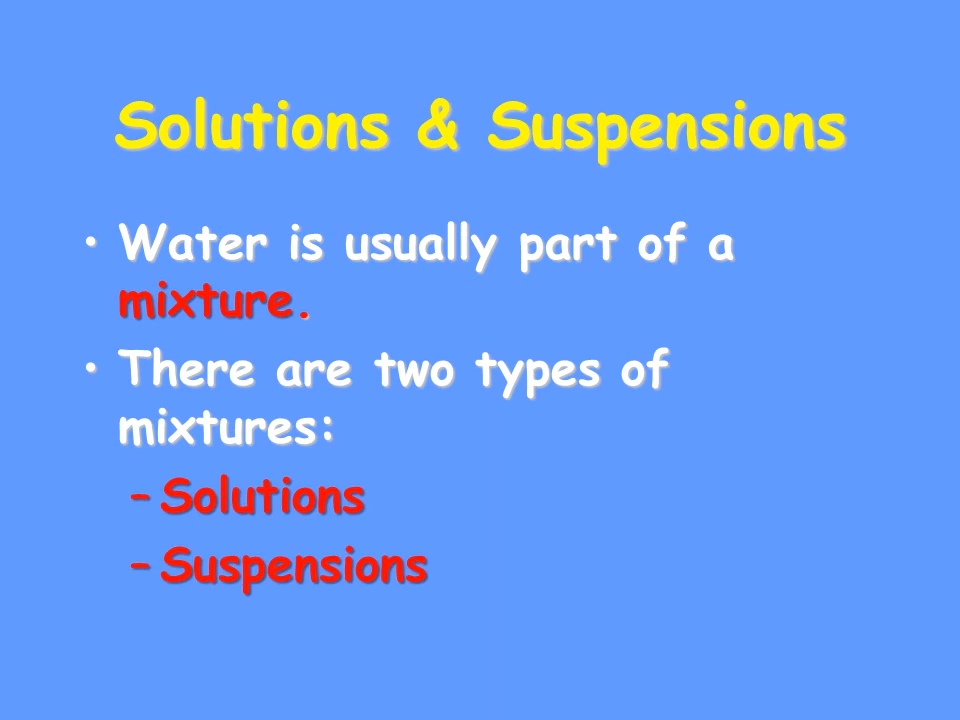 Solutions & Suspensions
• Water is usually part of a
mixture.
• There are two types of
mixtures:
–Solutions
–Suspensions